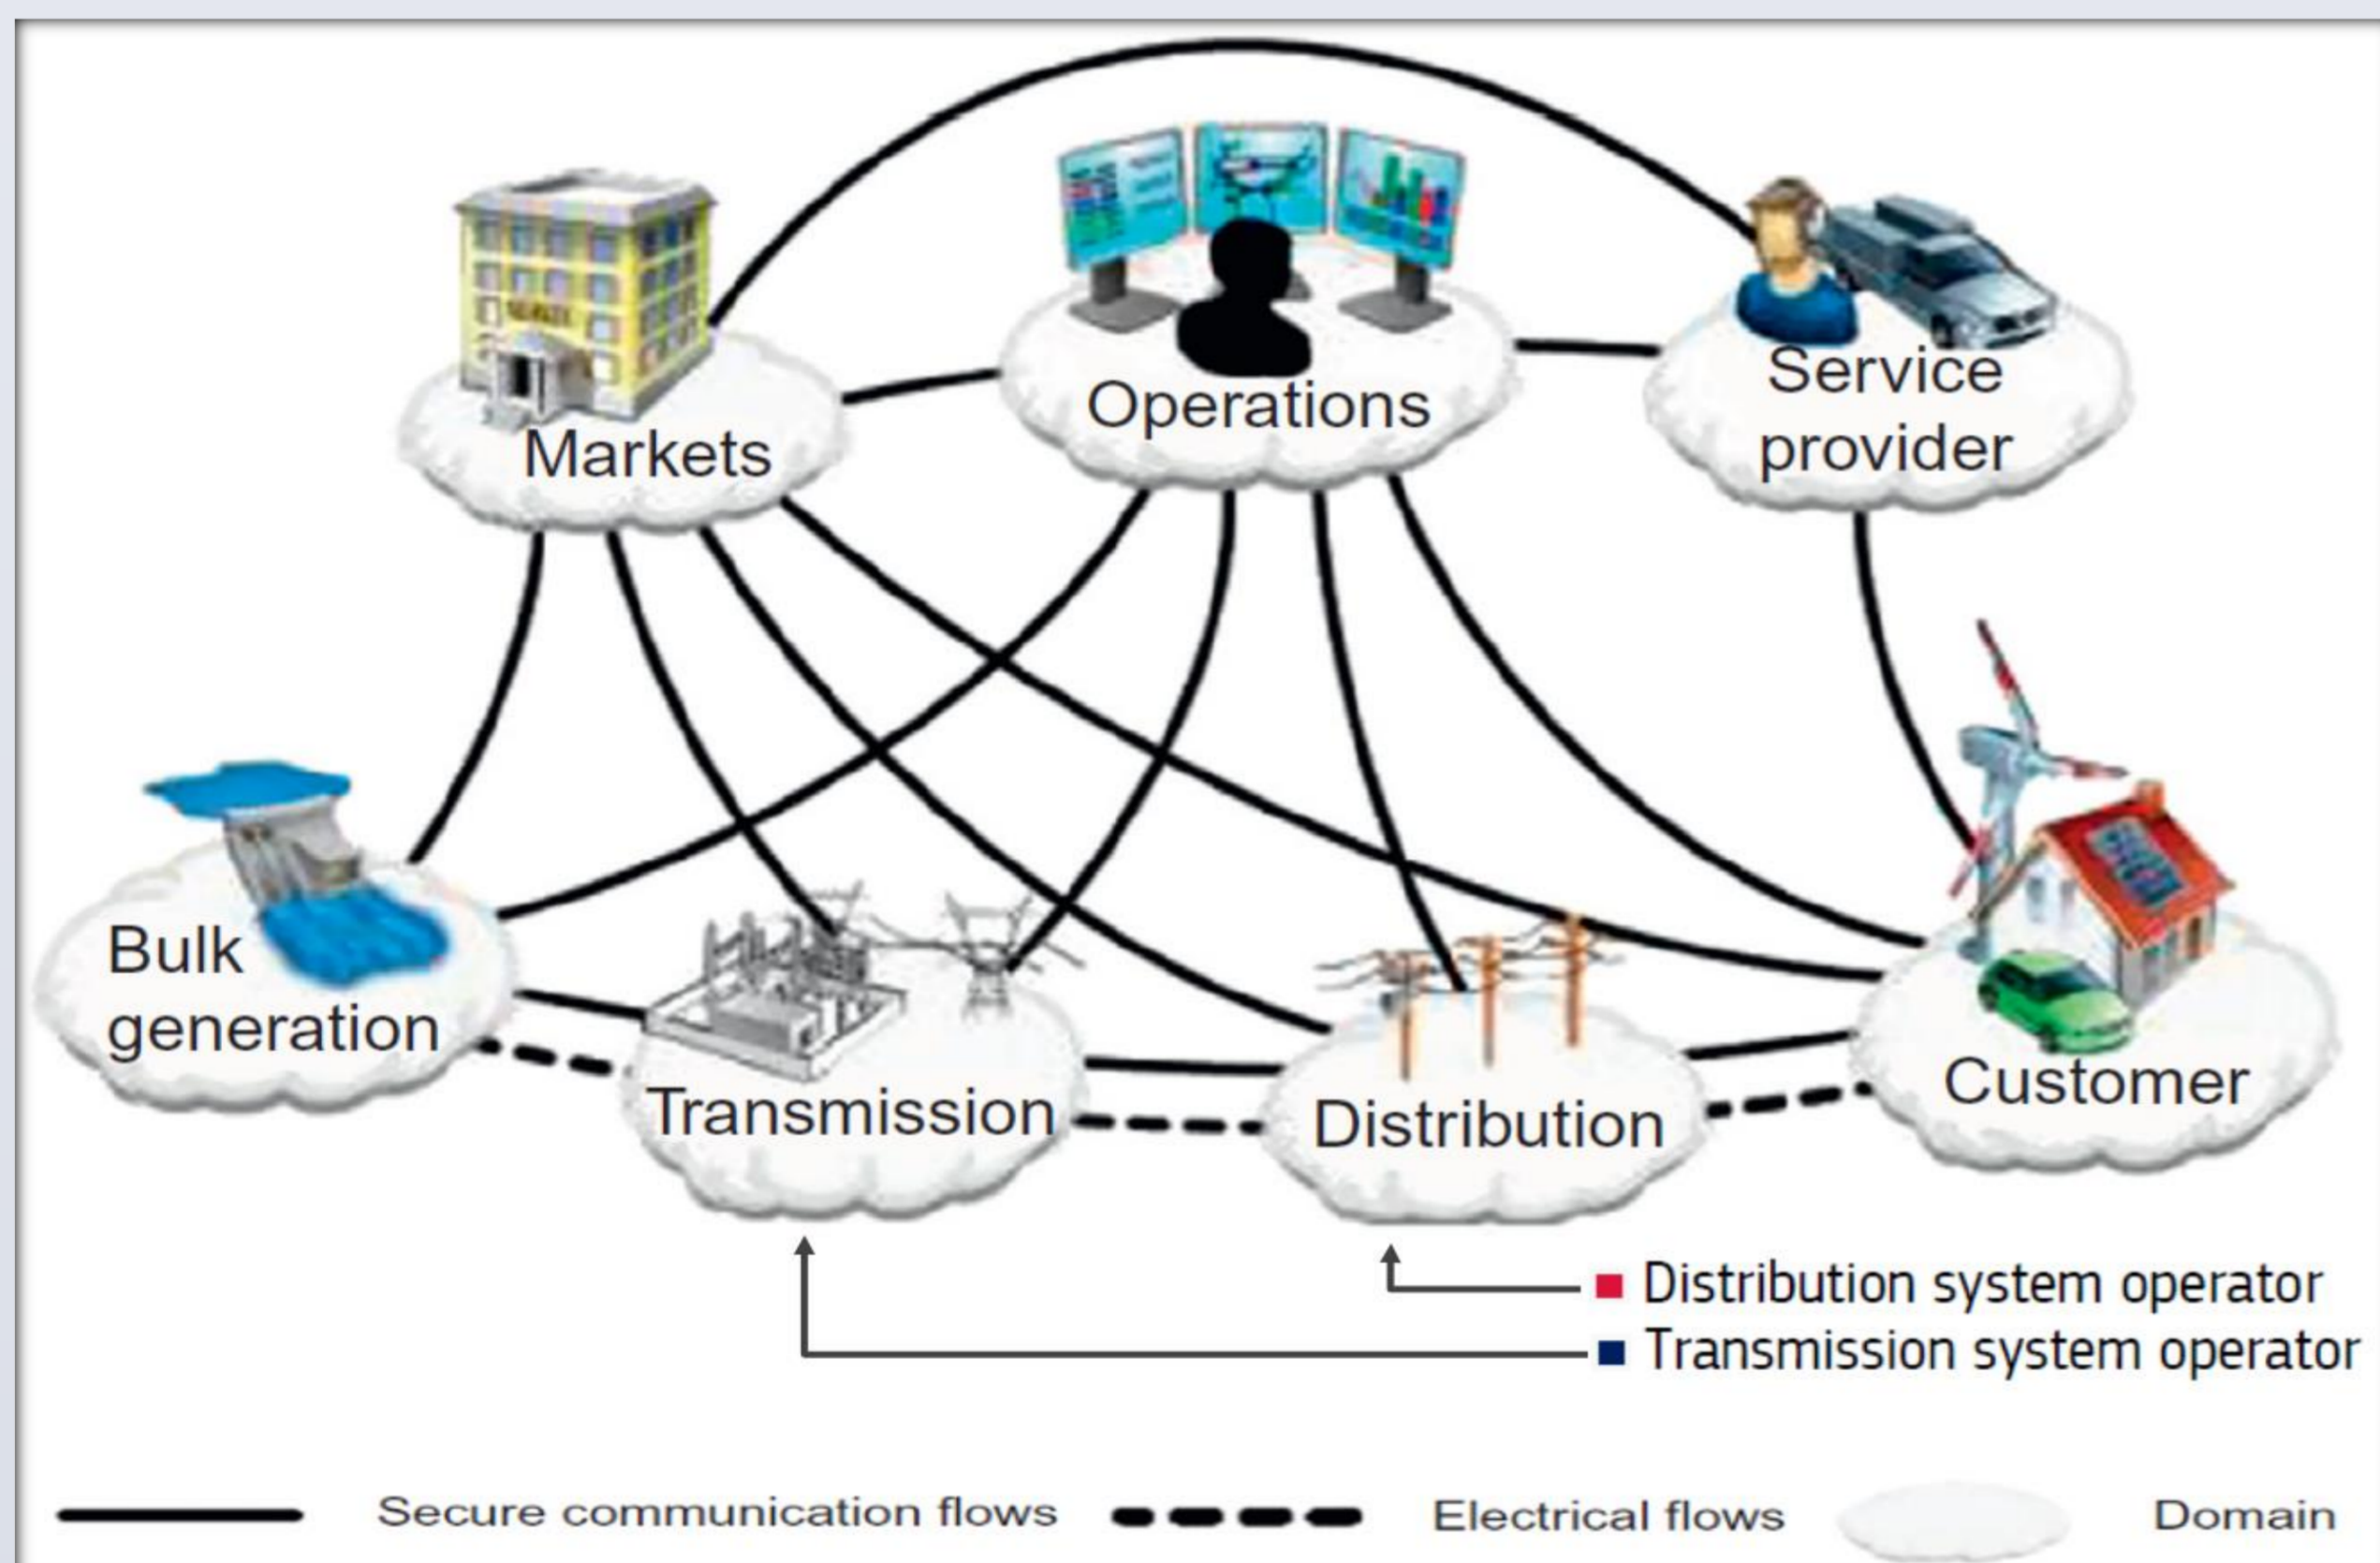 Operations
Service
provider
Markets
Bulk
generation
Transmission
Distribution
Customer
Distribution system operator
Transmission system operator
Secure communication flows
Electrical flows
Domain